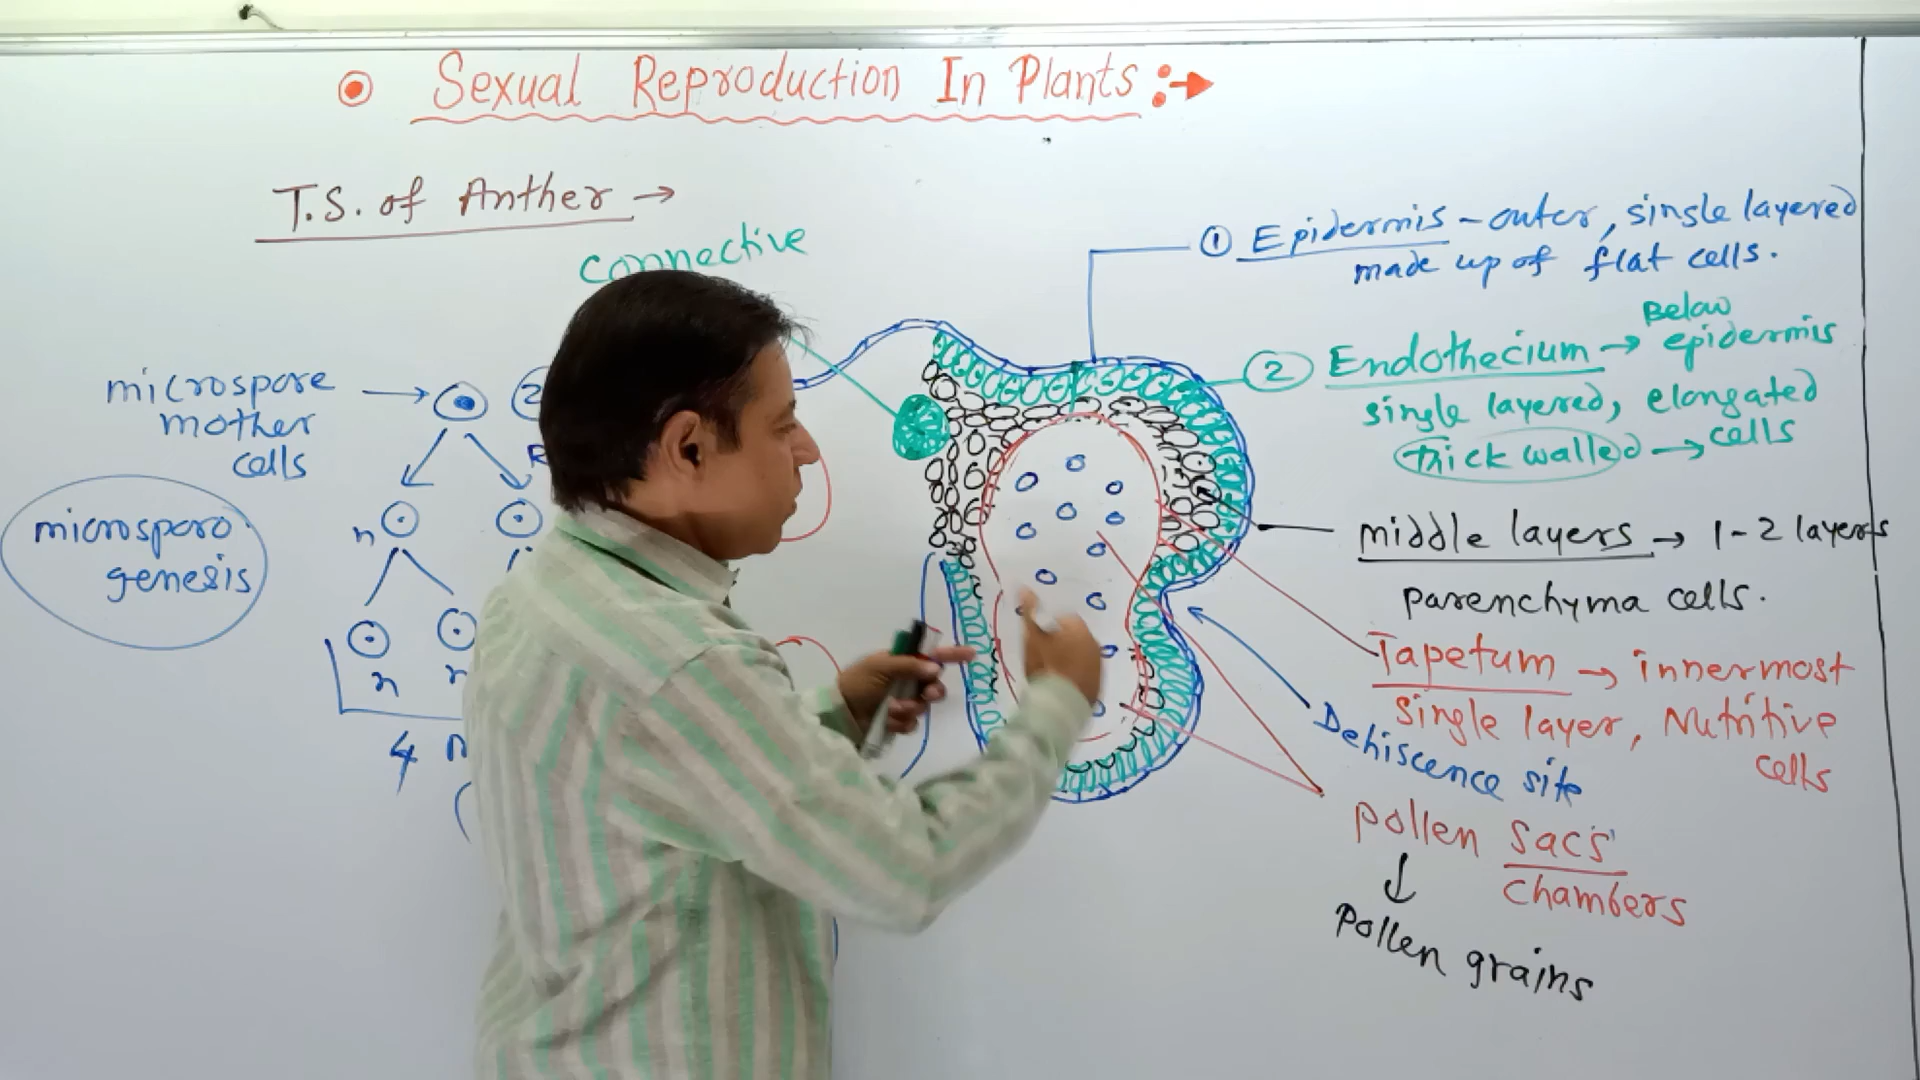 Sexual Reproduction In Plants
T.S. of Anther →
connective
microspore →
mother
cells
microsporo
genesis
n
n
4
① Epidermis - outer, single layered
made up of flat cells.
② Endothecium → Below epidermis
single layered, elongated
thick walled → cells
middle layers → 1-2 layers
parenchyma cells.
Tapetum → innermost
single layer, Nutritive
cells
Dehiscence site
pollen sacs
chambers
↓
pollen grains